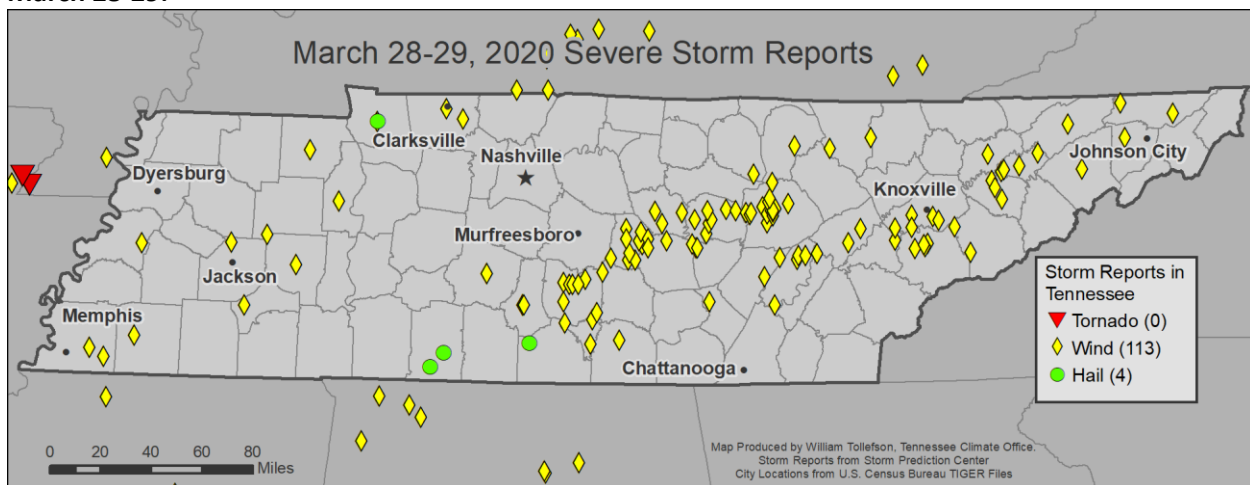 March 28-29, 2020 Severe Storm Reports
Clarksville
Nashville
Dyersburg
Johnson City
Knoxville
Murfreesboro
Jackson
Memphis
Chattanooga
Storm Reports in
Tennessee
Tornado (0)
Wind (113)
Hail (4)
0 20 40 60 80
Miles
Map Produced by William Tollefson, Tennessee Climate Office.
Storm Reports from Storm Prediction Center
City Locations from U.S. Census Bureau TIGER Files